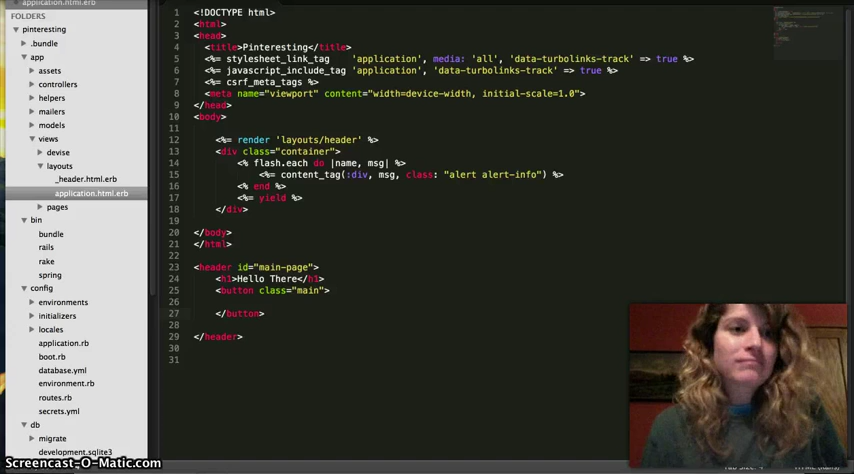 application.html.erb
FOLDERS
pinteresting
.bundle
app
assets
controllers
helpers
mailers
models
views
devise
layouts
_header.html.erb
application.html.erb
pages
bin
bundle
rails
rake
spring
config
environments
initializers
locales
application.rb
boot.rb
database.yml
environment.rb
routes.rb
secrets.yml
db
migrate
development.sqlite3
1 <!DOCTYPE html>
2 <html>
3 <head>
4 <title>Pinteresting</title>
5 <%= stylesheet_link_tag 'application', media: 'all', 'data-turbolinks-track' => true %>
6 <%= javascript_include_tag 'application', 'data-turbolinks-track' => true %>
7 <%= csrf_meta_tags %>
8 <meta name="viewport" content="width=device-width, initial-scale=1.0">
9 </head>
10 <body>
11
12 <%= render 'layouts/header' %>
13 <div class="container">
14 <% flash.each do |name, msg| %>
15 <%= content_tag(:div, msg, class: "alert alert-info") %>
16 <% end %>
17 <%= yield %>
18 </div>
19
20 </body>
21 </html>
22
23 <header id="main-page">
24 <h1>Hello There</h1>
25 <button class="main">
26
27 </button>
28
29 </header>
30
31
Screencast-O-Matic.com